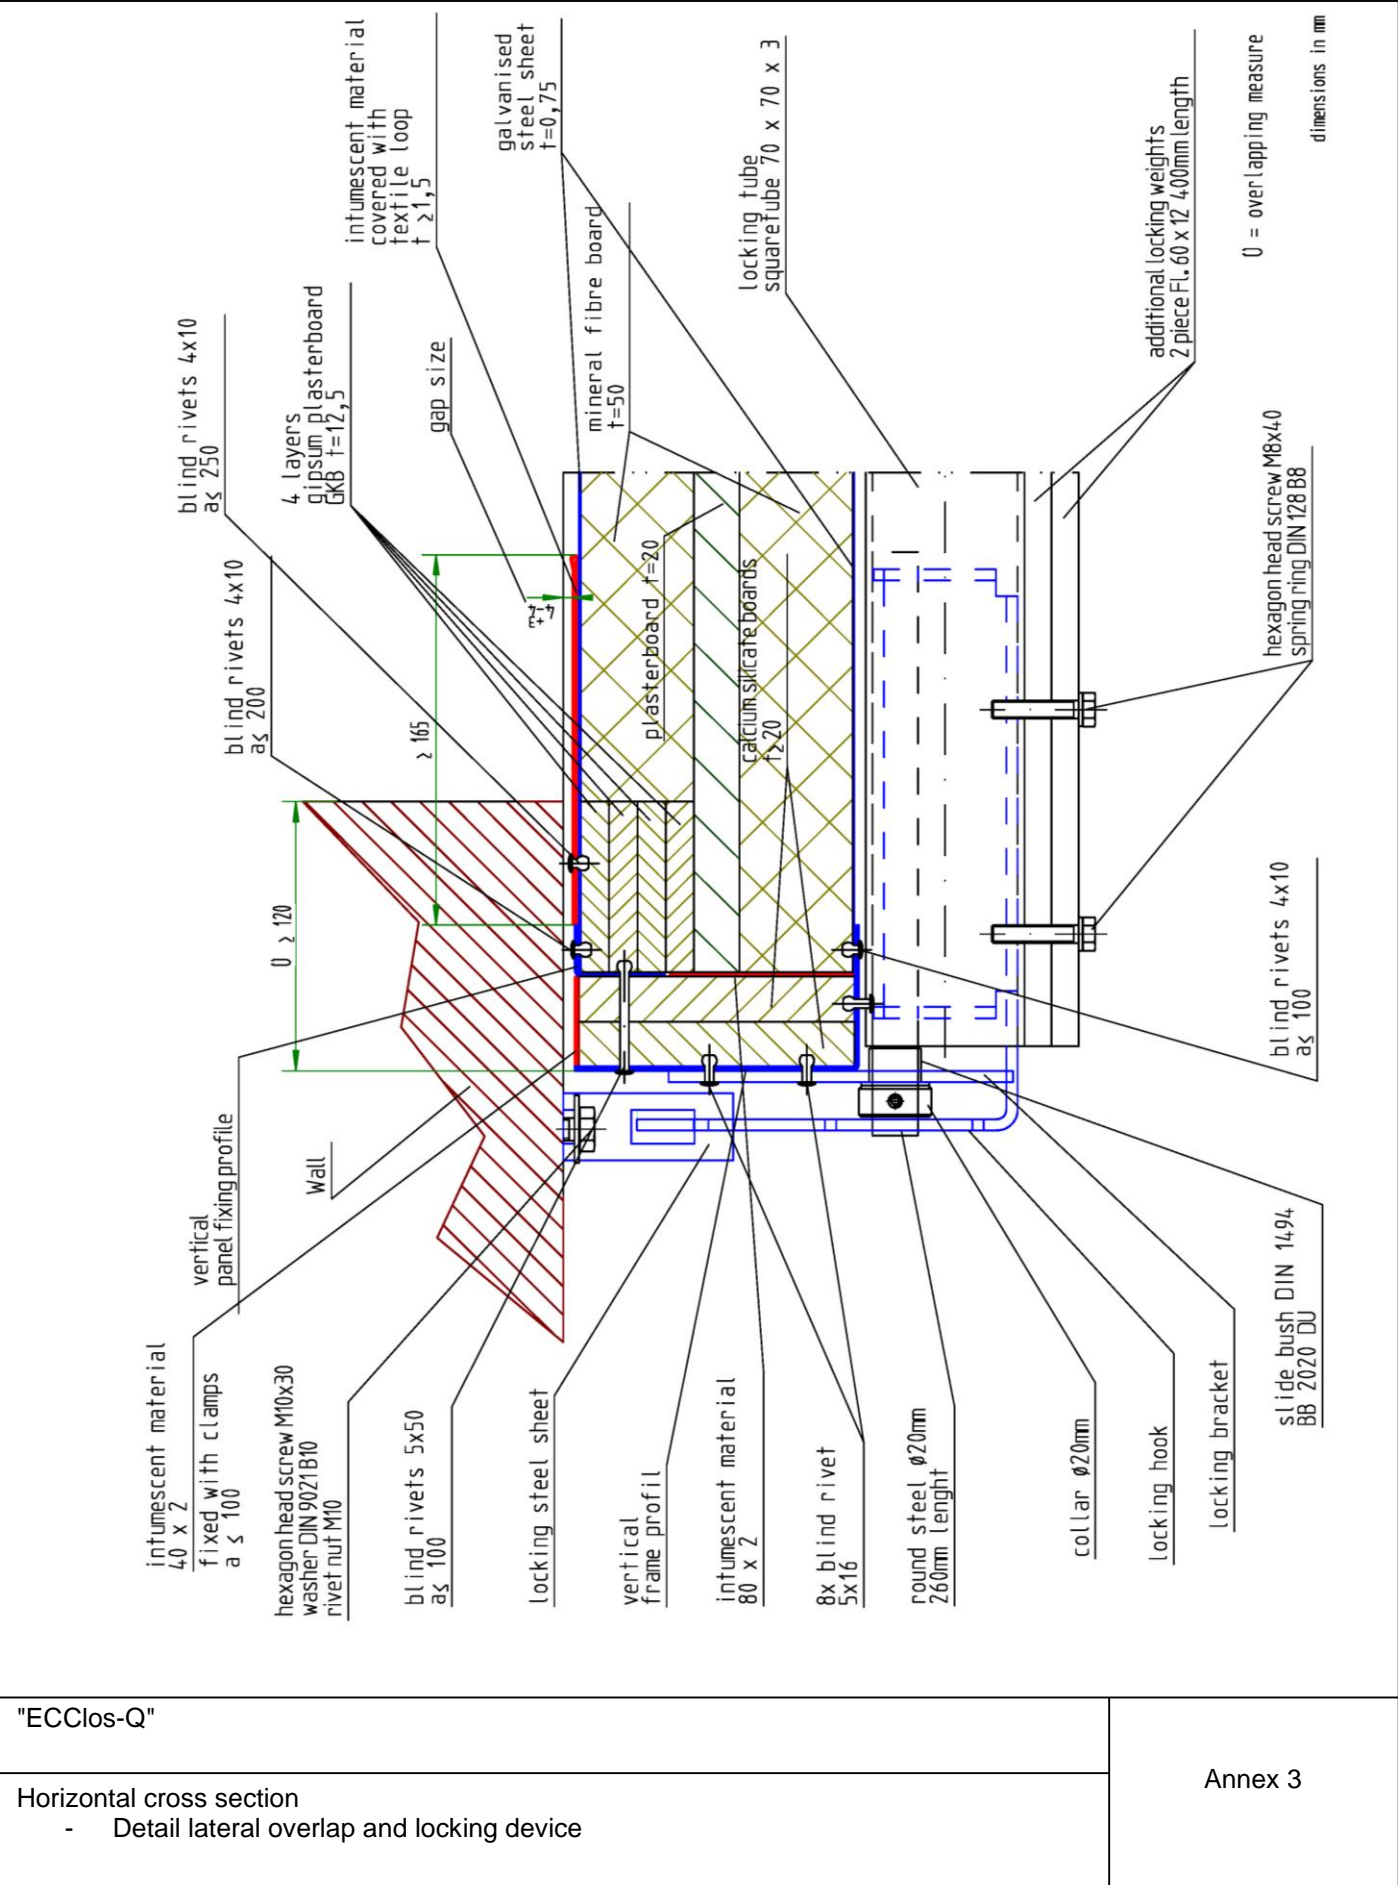 intumescent material
40 x 2
fixed with clamps
a ≤ 100
hexagon head screw M10x30
washer DIN 9021 B10
rivet nut M10
blind rivets 5x50
a≤ 100
locking steel sheet
vertical
frame profil
intumescent material
80 x 2
8x blind rivet
5x16
round steel ø20mm
260mm lenght
collar ø20mm
locking hook
locking bracket
slide bush DIN 1494
BB 2020 DU
vertical
panel fixing profile
Wall
Ü ≥ 120
≥ 165
blind rivets 4x10
a≤ 100
blind rivets 4x10
a≤ 200
blind rivets 4x10
a≤ 250
4 layers
gipsum plasterboard
GKB t=12,5
gap size
4 +3
-4
intumescent material
covered with
textile loop
t ≥1,5
galvanised
steel sheet
t=0,75
mineral fibre board
t=50
plasterboard t=20
calcium silicate boards
t≥20
locking tube
squaretube 70 x 70 x 3
additional locking weights
2 piece Fl. 60 x 12 400mm length
hexagon head screw M8x40
spring ring DIN 128 B8
Ü = overlapping measure
dimensions in mm
"ECClos-Q"
Horizontal cross section
- Detail lateral overlap and locking device
Annex 3